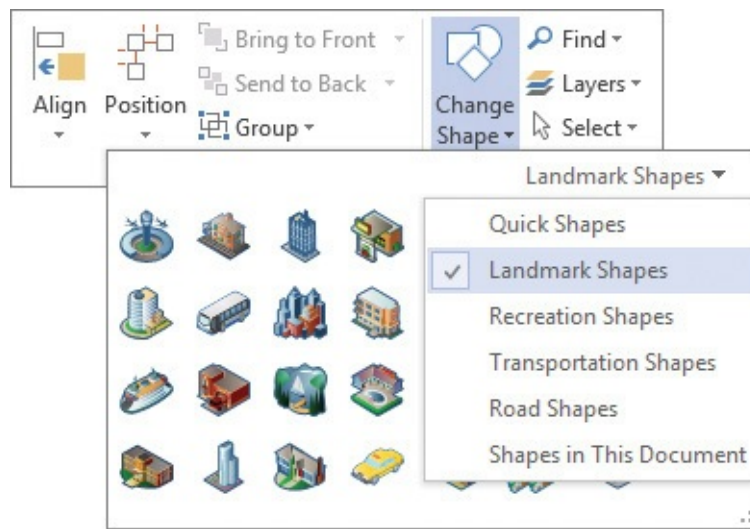 Bring to Front
Find
Send to Back
Layers
Align
Position
Group
Change
Shape
Select
Landmark Shapes
Quick Shapes
Landmark Shapes
Recreation Shapes
Transportation Shapes
Road Shapes
Shapes in This Document